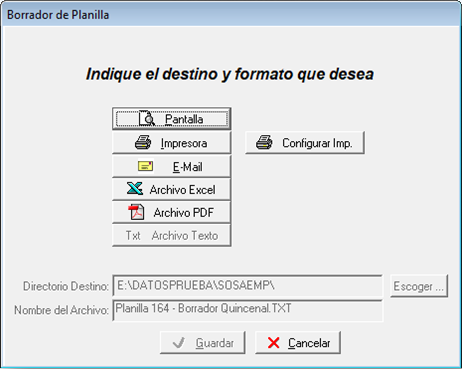 Borrador de Planilla
Indique el destino y formato que desea
Pantalla
Impresora
Configurar Imp.
E-Mail
Archivo Excel
Archivo PDF
Txt Archivo Texto
Directorio Destino: E:\DATOSPRUEBA\SOSAEMP\ Escoger ...
Nombre del Archivo: Planilla 164 - Borrador Quincenal.TXT
Guardar Cancelar